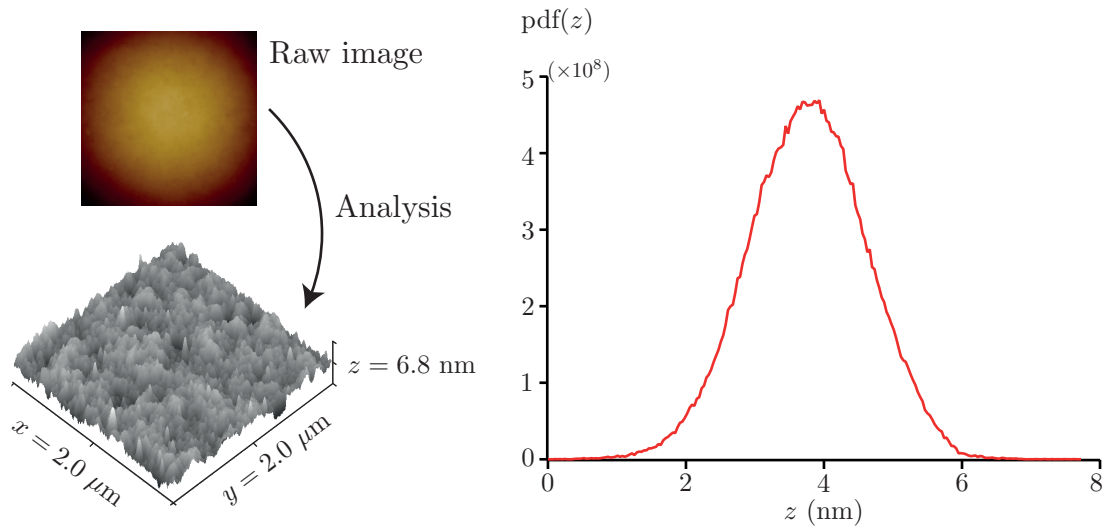 Raw image
Analysis
z = 6.8 nm
x = 2.0 μm
y = 2.0 μm
pdf(z)
(×10⁸)
5
4
3
2
1
0
0 2 4 6 8
z (nm)